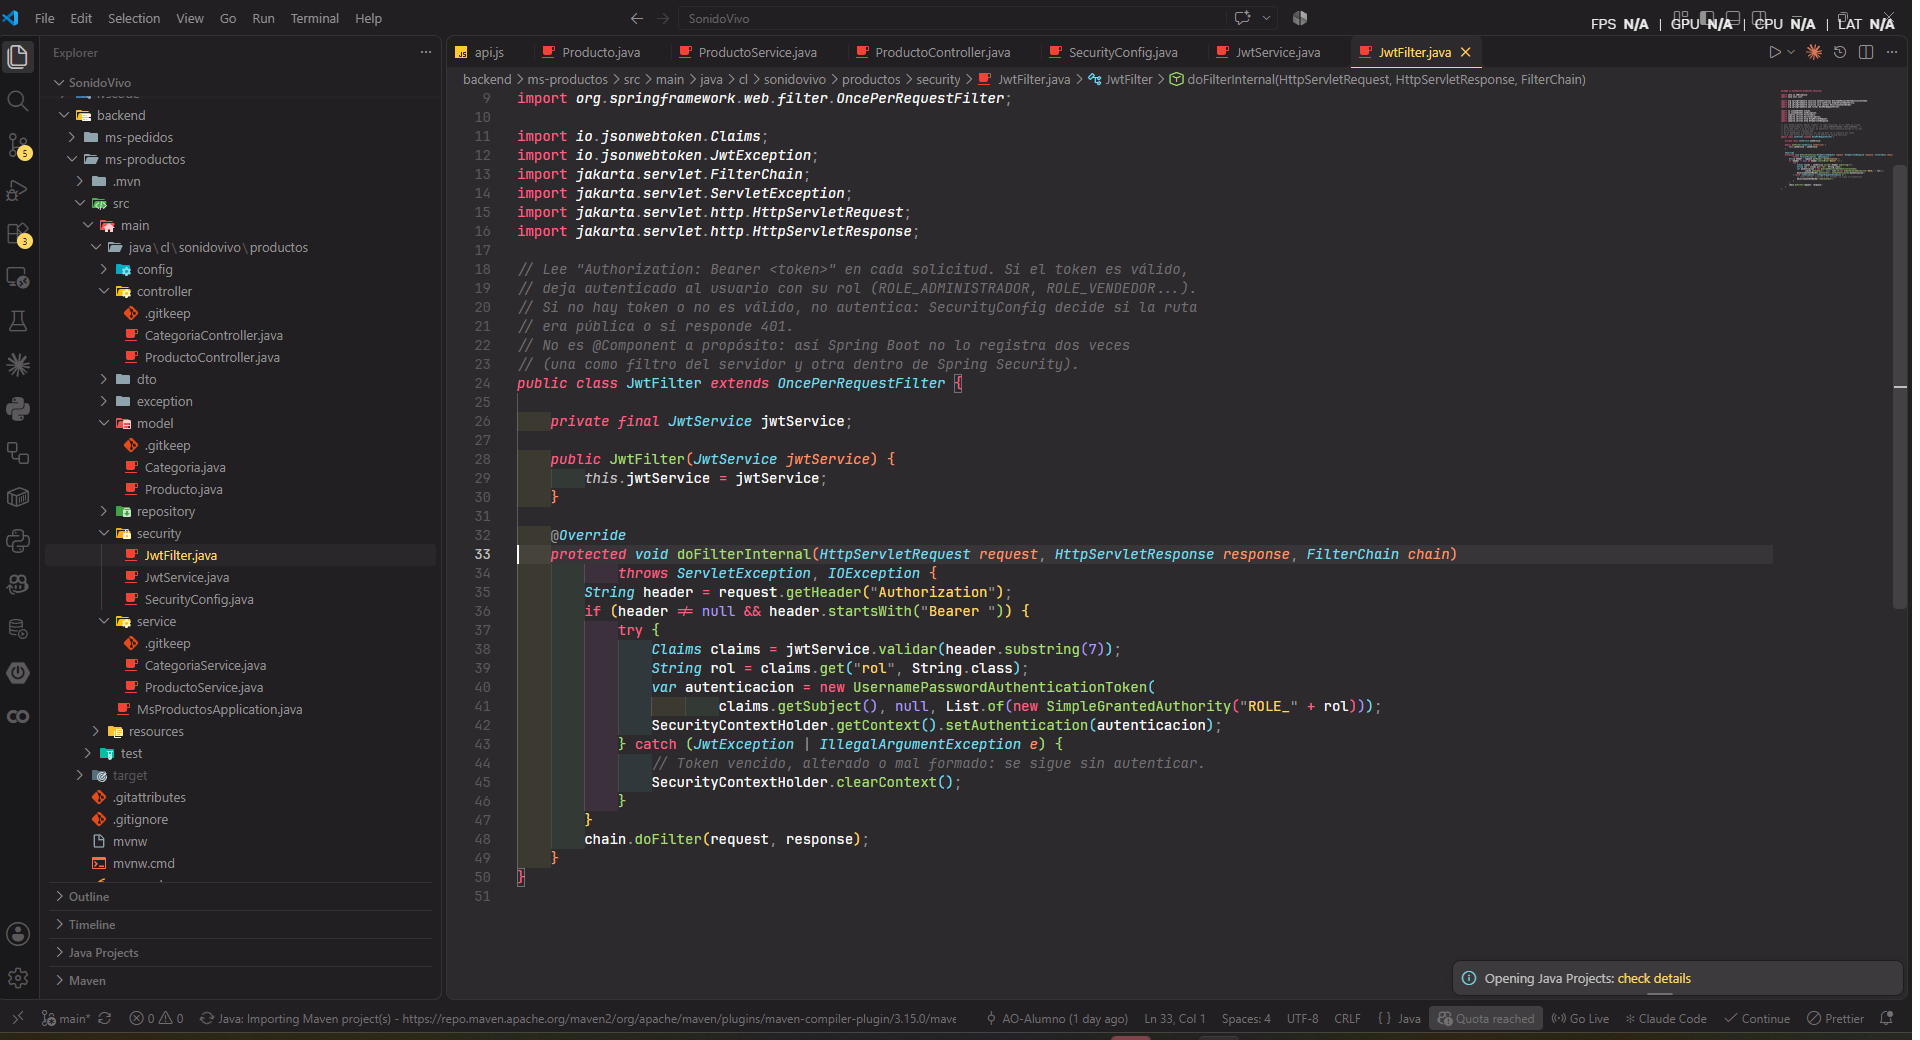 File Edit Selection View Go Run Terminal Help
SonidoVivo
FPS N/A | GPU N/A | CPU N/A | LAT N/A
Explorer
SonidoVivo
backend
ms-pedidos
ms-productos
.mvn
src
main
java\cl\sonidovivo\productos
config
controller
.gitkeep
CategoriaController.java
ProductoController.java
dto
exception
model
.gitkeep
Categoria.java
Producto.java
repository
security
JwtFilter.java
JwtService.java
SecurityConfig.java
service
.gitkeep
CategoriaService.java
ProductoService.java
MsProductosApplication.java
resources
test
target
.gitattributes
.gitignore
mvnw
mvnw.cmd
Outline
Timeline
Java Projects
Maven
5
3
api.js Producto.java ProductoService.java ProductoController.java SecurityConfig.java JwtService.java JwtFilter.java
backend > ms-productos > src > main > java > cl > sonidovivo > productos > security > JwtFilter.java > JwtFilter > doFilterInternal(HttpServletRequest, HttpServletResponse, FilterChain)
9 import org.springframework.web.filter.OncePerRequestFilter;
10
11 import io.jsonwebtoken.Claims;
12 import io.jsonwebtoken.JwtException;
13 import jakarta.servlet.FilterChain;
14 import jakarta.servlet.ServletException;
15 import jakarta.servlet.http.HttpServletRequest;
16 import jakarta.servlet.http.HttpServletResponse;
17
18 // Lee "Authorization: Bearer <token>" en cada solicitud. Si el token es válido,
19 // deja autenticado al usuario con su rol (ROLE_ADMINISTRADOR, ROLE_VENDEDOR...).
20 // Si no hay token o no es válido, no autentica: SecurityConfig decide si la ruta
21 // era pública o si responde 401.
22 // No es @Component a propósito: así Spring Boot no lo registra dos veces
23 // (una como filtro del servidor y otra dentro de Spring Security).
24 public class JwtFilter extends OncePerRequestFilter {
25
26 private final JwtService jwtService;
27
28 public JwtFilter(JwtService jwtService) {
29 this.jwtService = jwtService;
30 }
31
32 @Override
33 protected void doFilterInternal(HttpServletRequest request, HttpServletResponse response, FilterChain chain)
34 throws ServletException, IOException {
35 String header = request.getHeader("Authorization");
36 if (header != null && header.startsWith("Bearer ")) {
37 try {
38 Claims claims = jwtService.validar(header.substring(7));
39 String rol = claims.get("rol", String.class);
40 var autenticacion = new UsernamePasswordAuthenticationToken(
41 claims.getSubject(), null, List.of(new SimpleGrantedAuthority("ROLE_" + rol)));
42 SecurityContextHolder.getContext().setAuthentication(autenticacion);
43 } catch (JwtException | IllegalArgumentException e) {
44 // Token vencido, alterado o mal formado: se sigue sin autenticar.
45 SecurityContextHolder.clearContext();
46 }
47 }
48 chain.doFilter(request, response);
49 }
50 }
51
Opening Java Projects: check details
main* 0 0 Java: Importing Maven project(s) - https://repo.maven.apache.org/maven2/org/apache/maven/plugins/maven-compiler-plugin/3.15.0/mave AO-Alumno (1 day ago) Ln 33, Col 1 Spaces: 4 UTF-8 CRLF { } Java Quota reached Go Live Claude Code Continue Prettier